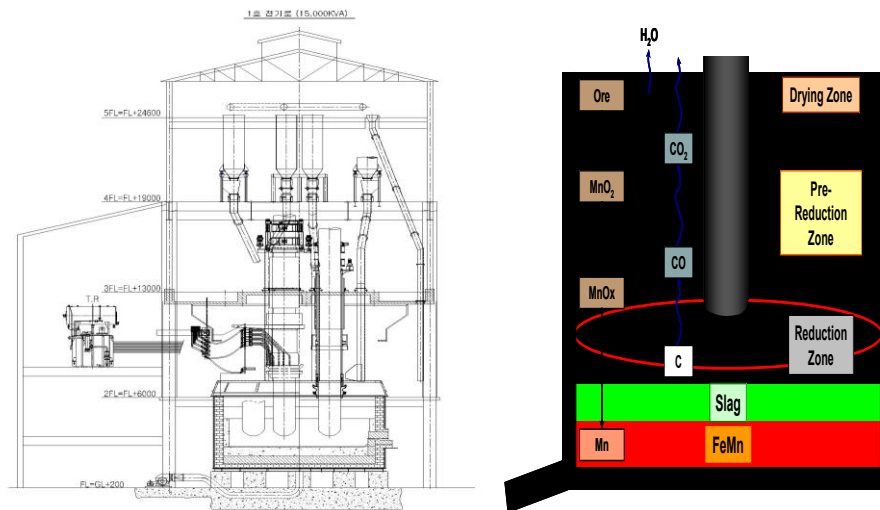 1호 전기로 (15,000KVA)
5FL=FL+24600
4FL=FL+19000
3FL=FL+13000
T.R
2FL=FL+6000
FL=GL+200
H₂O
Ore
Drying Zone
CO₂
MnO₂
Pre-
Reduction
Zone
CO
MnOx
Reduction
Zone
C
Slag
Mn
FeMn